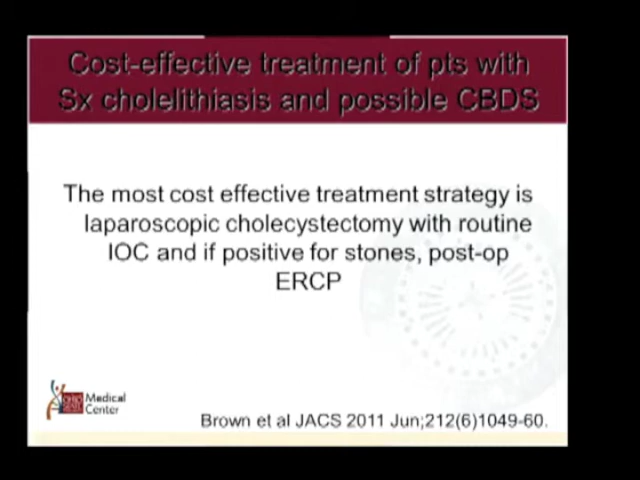 Cost-effective treatment of pts with
Sx cholelithiasis and possible CBDS
The most cost effective treatment strategy is
laparoscopic cholecystectomy with routine
IOC and if positive for stones, post-op
ERCP
OHIO
STATE
Medical
Center
Brown et al JACS 2011 Jun;212(6)1049-60.